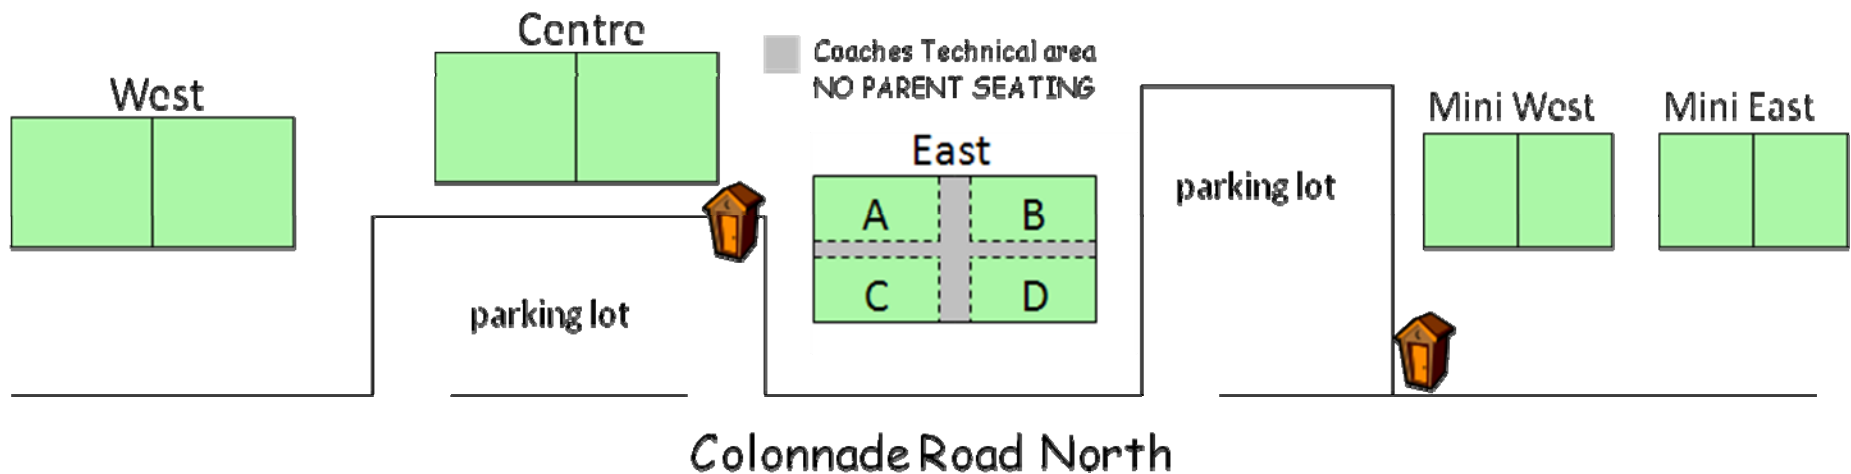 Centre
Coaches Technical area
NO PARENT SEATING
West
Mini West
Mini East
East
parking lot
A
B
C
D
parking lot
Colonnade Road North